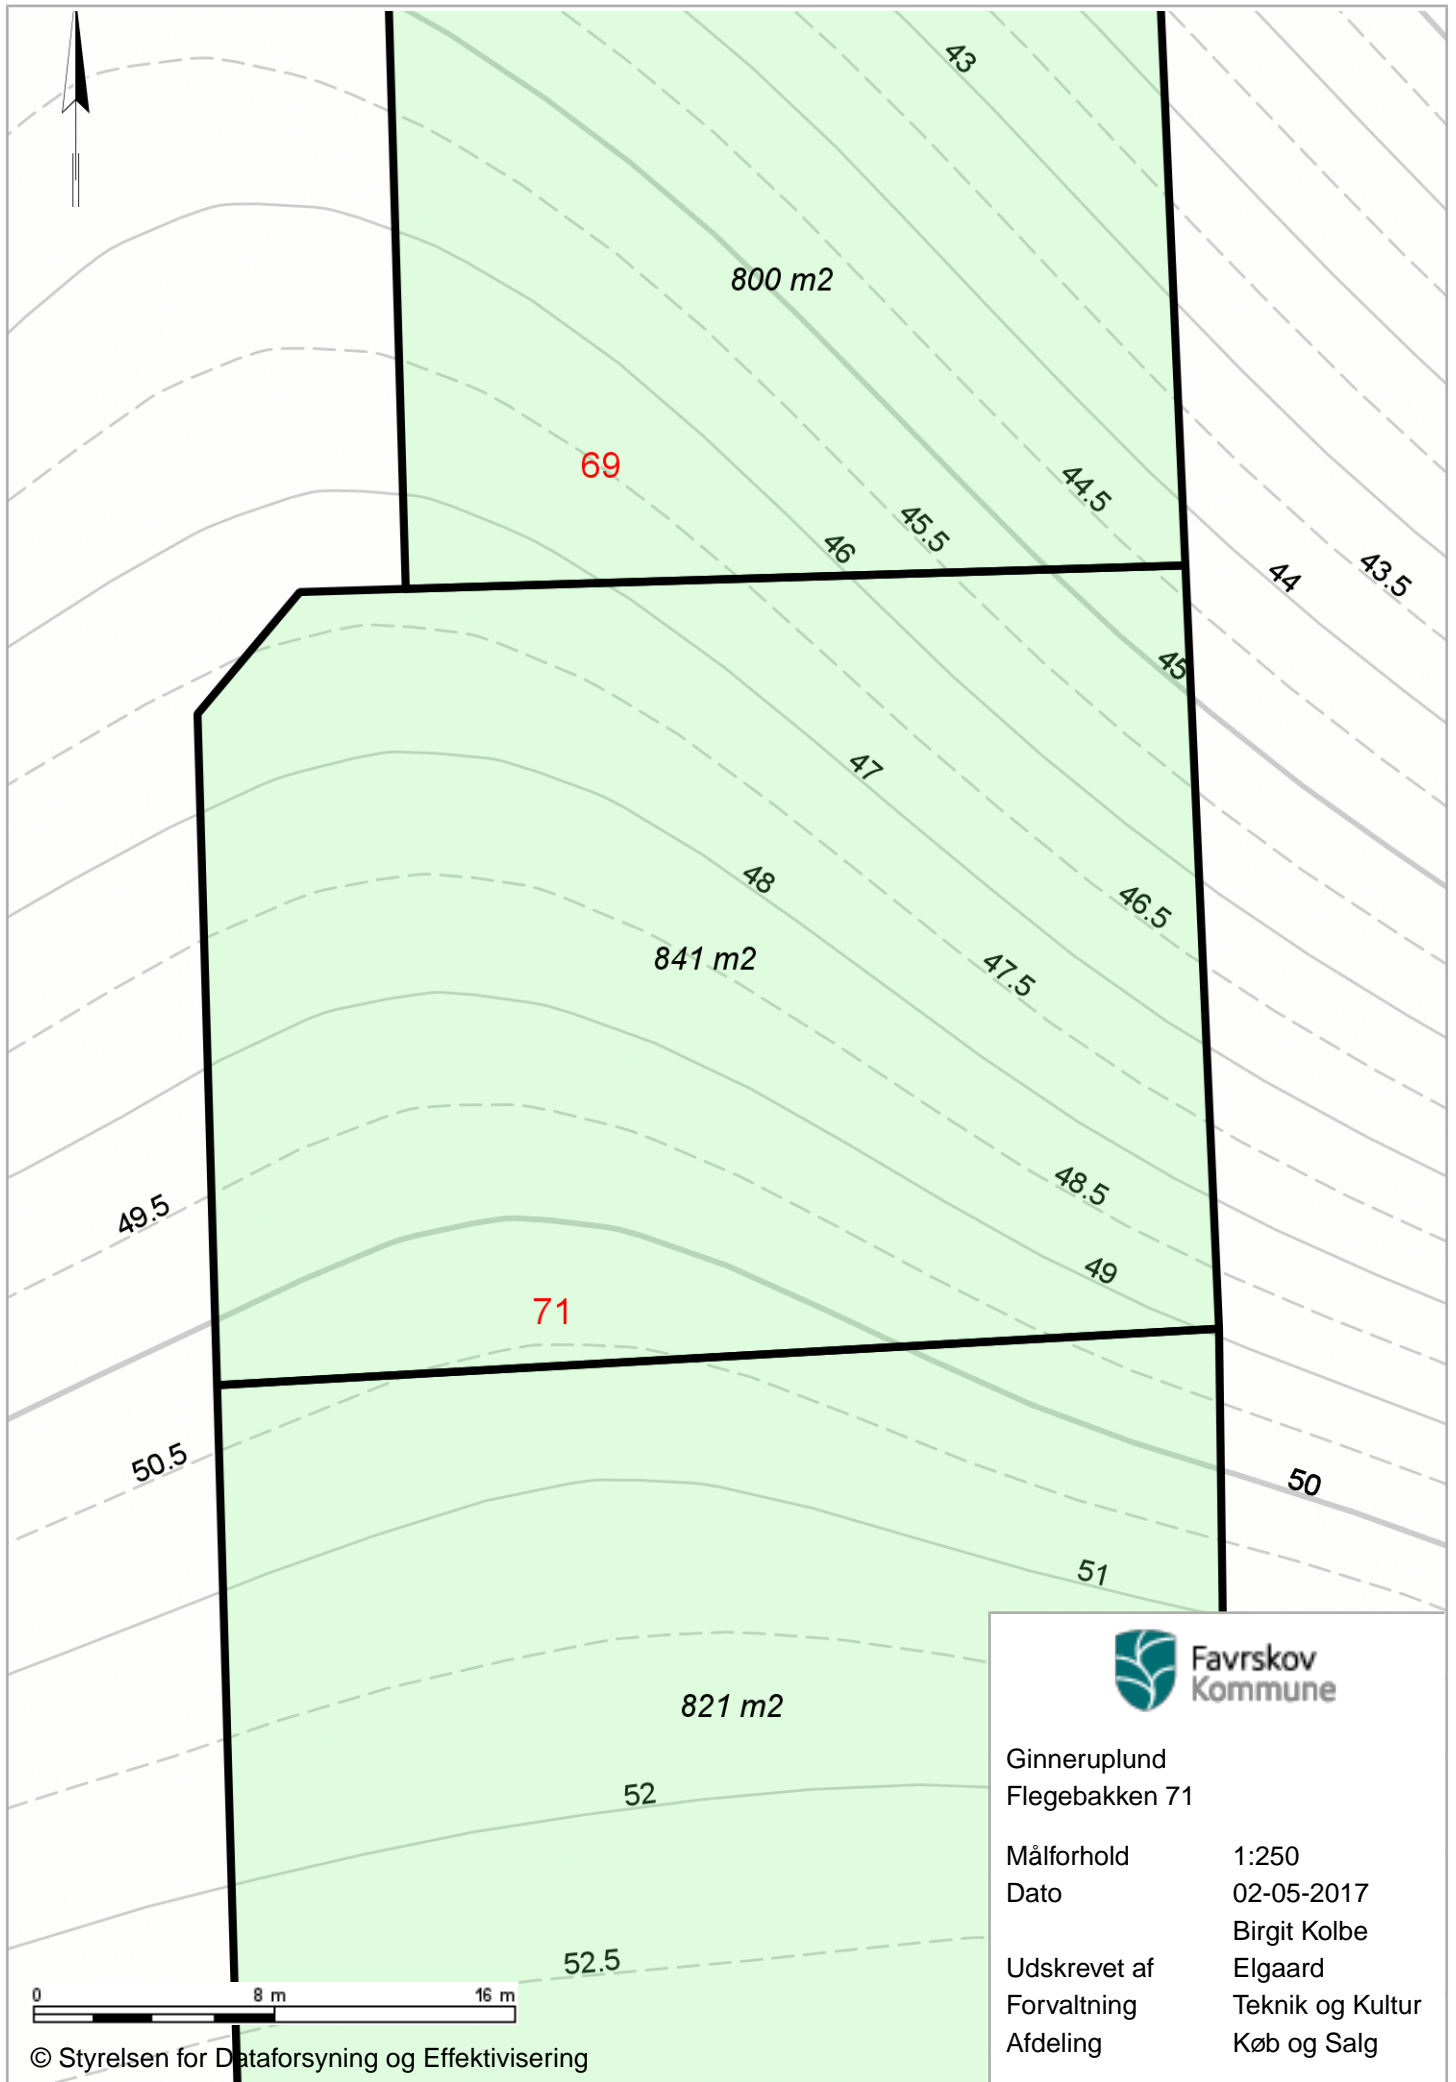 43
800 m2
69
44.5
45.5
46
43.5
44
45
47
48
46.5
841 m2
47.5
48.5
49.5
49
71
50.5
50
51
Favrskov
Kommune
821 m2
Ginneruplund
Flegebakken 71
52
Målforhold 1:250
Dato 02-05-2017
Birgit Kolbe
Udskrevet af Elgaard
52.5
Forvaltning Teknik og Kultur
Afdeling Køb og Salg
0 8 m 16 m
© Styrelsen for Dataforsyning og Effektivisering